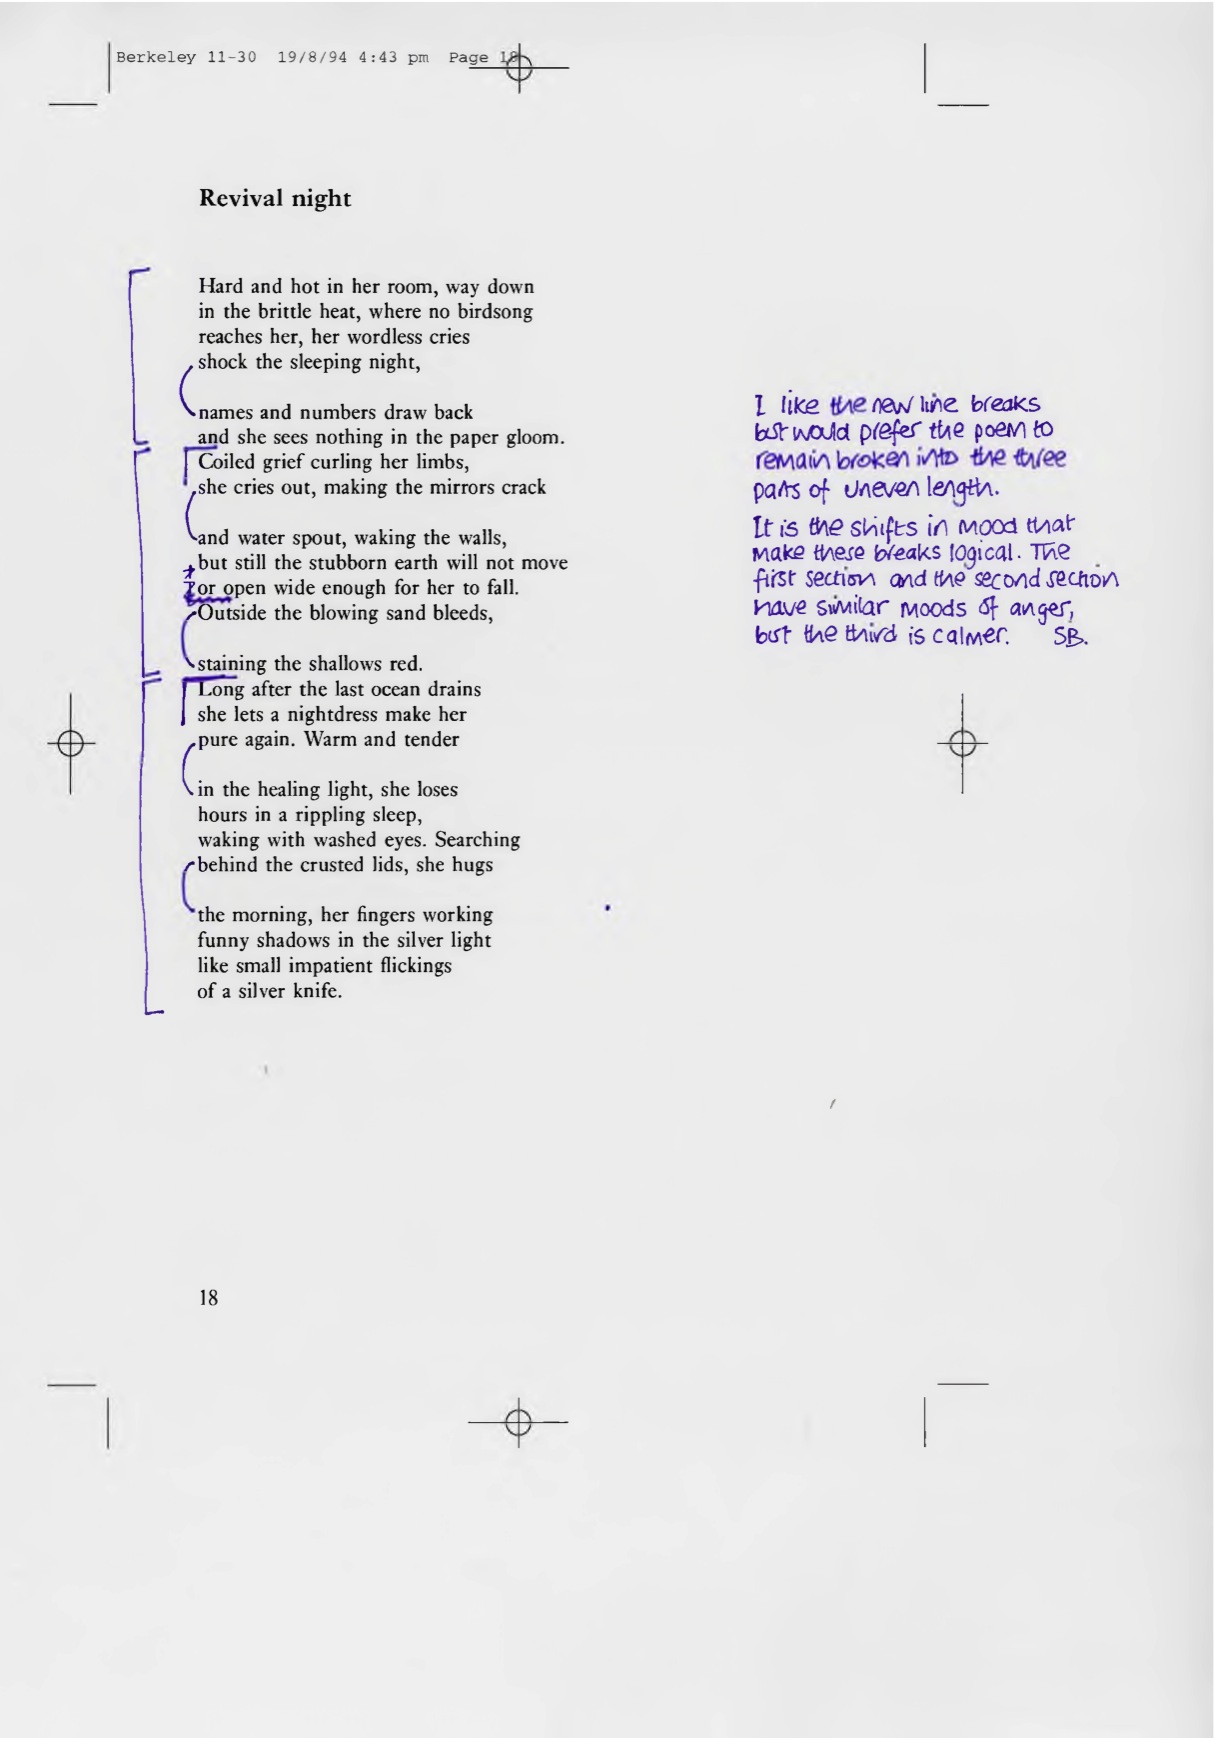 Berkeley 11-30 19/8/94 4:43 pm Page 18
Revival night
Hard and hot in her room, way down
in the brittle heat, where no birdsong
reaches her, her wordless cries
shock the sleeping night,
names and numbers draw back
and she sees nothing in the paper gloom.
Coiled grief curling her limbs,
she cries out, making the mirrors crack
and water spout, waking the walls,
but still the stubborn earth will not move
or open wide enough for her to fall.
Outside the blowing sand bleeds,
staining the shallows red.
Long after the last ocean drains
she lets a nightdress make her
pure again. Warm and tender
in the healing light, she loses
hours in a rippling sleep,
waking with washed eyes. Searching
behind the crusted lids, she hugs
the morning, her fingers working
funny shadows in the silver light
like small impatient flickings
of a silver knife.
I like the new line breaks
but would prefer the poem to
remain broken into the three
parts of uneven length.
It is the shifts in mood that
make these breaks logical. The
first section and the second section
have similar moods of anger,
but the third is calmer. SB.
18